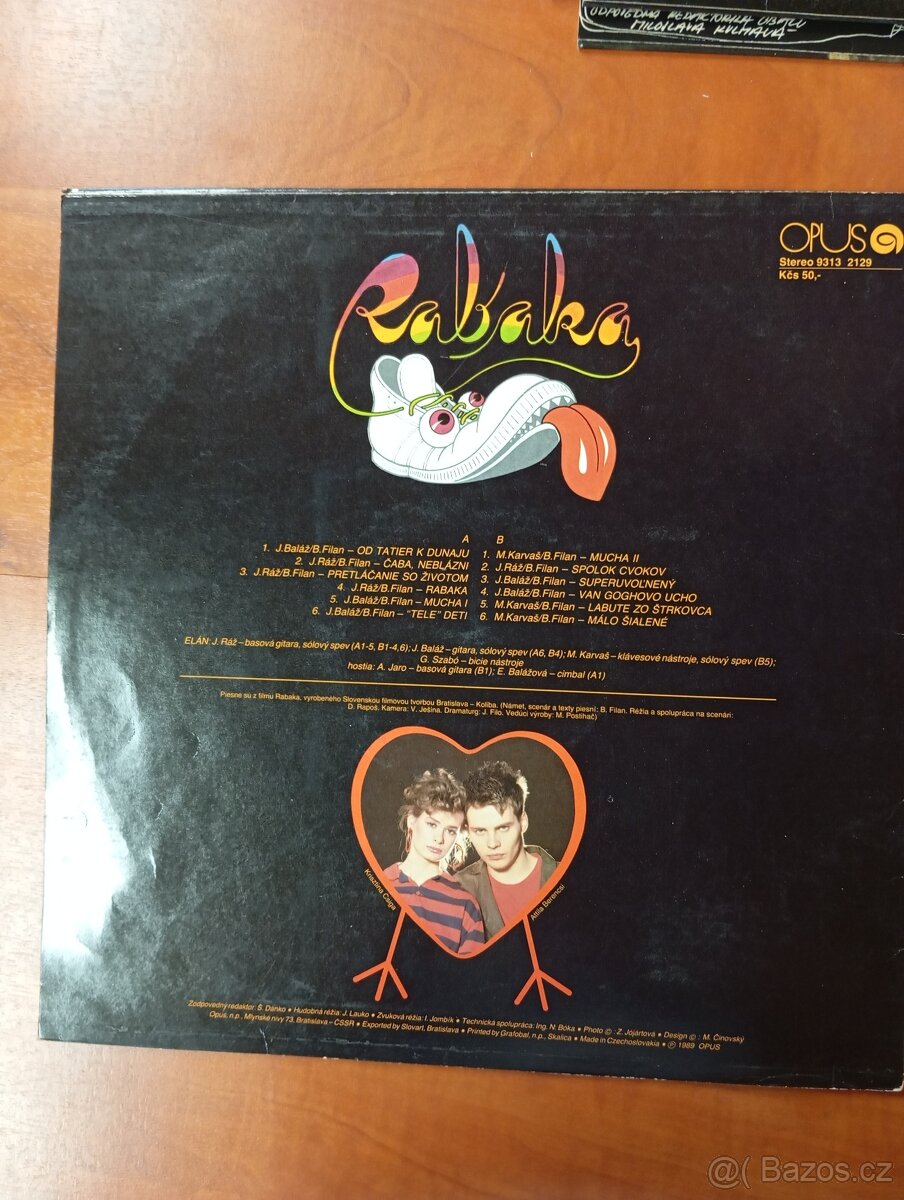 ODPOVEDNÁ REDAKTORKA
MILOSLAVA
OPUS
Stereo 9313 2129
Kčs 50,-
Rabaka
A
1. J.Baláž/B.Filan – OD TATIER K DUNAJU
2. J.Ráž/B.Filan – ČABA, NEBLÁZNI
3. J.Ráž/B.Filan – PRETLÁČANIE SO ŽIVOTOM
4. J.Ráž/B.Filan – RABAKA
5. J.Baláž/B.Filan – MUCHA I
6. J.Baláž/B.Filan – "TELE" DETI
B
1. M.Karvaš/B.Filan – MUCHA II
2. J.Ráž/B.Filan – SPOLOK CVOKOV
3. J.Baláž/B.Filan – SUPERUVOĽNENÝ
4. J.Baláž/B.Filan – VAN GOGHOVO UCHO
5. M.Karvaš/B.Filan – LABUTE ZO ŠTRKOVCA
6. M.Karvaš/B.Filan – MÁLO ŠIALENÉ
ELÁN: J. Ráž – basová gitara, sólový spev (A1-5, B1-4,6); J. Baláž – gitara, sólový spev (A6, B4); M. Karvaš – klávesové nástroje, sólový spev (B5);
G. Szabó – bicie nástroje
hostia: A. Jaro – basová gitara (B1); E. Balážová – cimbal (A1)
Piesne sú z filmu Rabaka, vyrobeného Slovenskou filmovou tvorbou Bratislava – Koliba. (Námet, scenár a texty piesní: B. Filan. Réžia a spolupráca na scenári:
D. Rapoš. Kamera: V. Ješina. Dramaturg: J. Filo. Vedúci výroby: M. Postihač)
Krisztina Csiga
Attila Berencsi
Zodpovedný redaktor: Š. Danko • Hudobná réžia: J. Lauko • Zvuková réžia: I. Jombík • Technická spolupráca: Ing. N. Bóka • Photo © : Z. Jójártová • Design © : M. Činovský
Opus, n.p., Mlynské nivy 73, Bratislava – ČSSR • Exported by Slovart, Bratislava • Printed by Grafobal, n.p., Skalica • Made in Czechoslovakia • ℗ 1989 OPUS
@( Bazos.cz